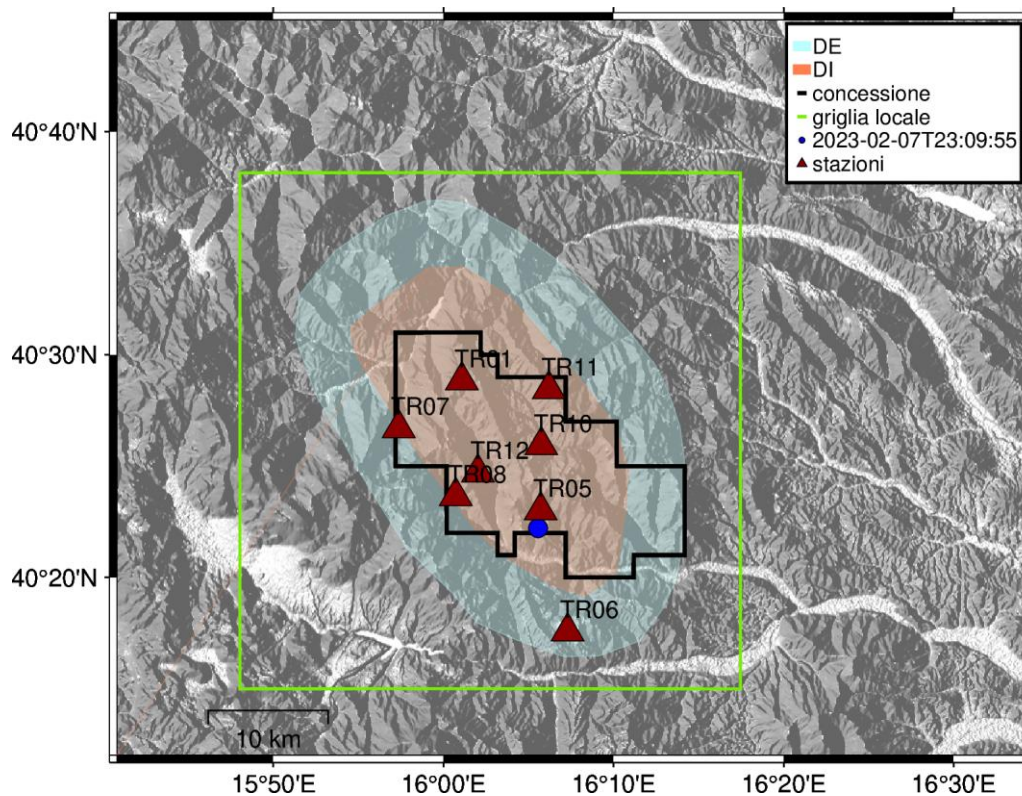 DE
DI
concessione
griglia locale
2023-02-07T23:09:55
stazioni
40°40'N
40°30'N
40°20'N
TR01
TR11
TR07
TR10
TR12
TR08
TR05
TR06
10 km
15°50'E
16°00'E
16°10'E
16°20'E
16°30'E